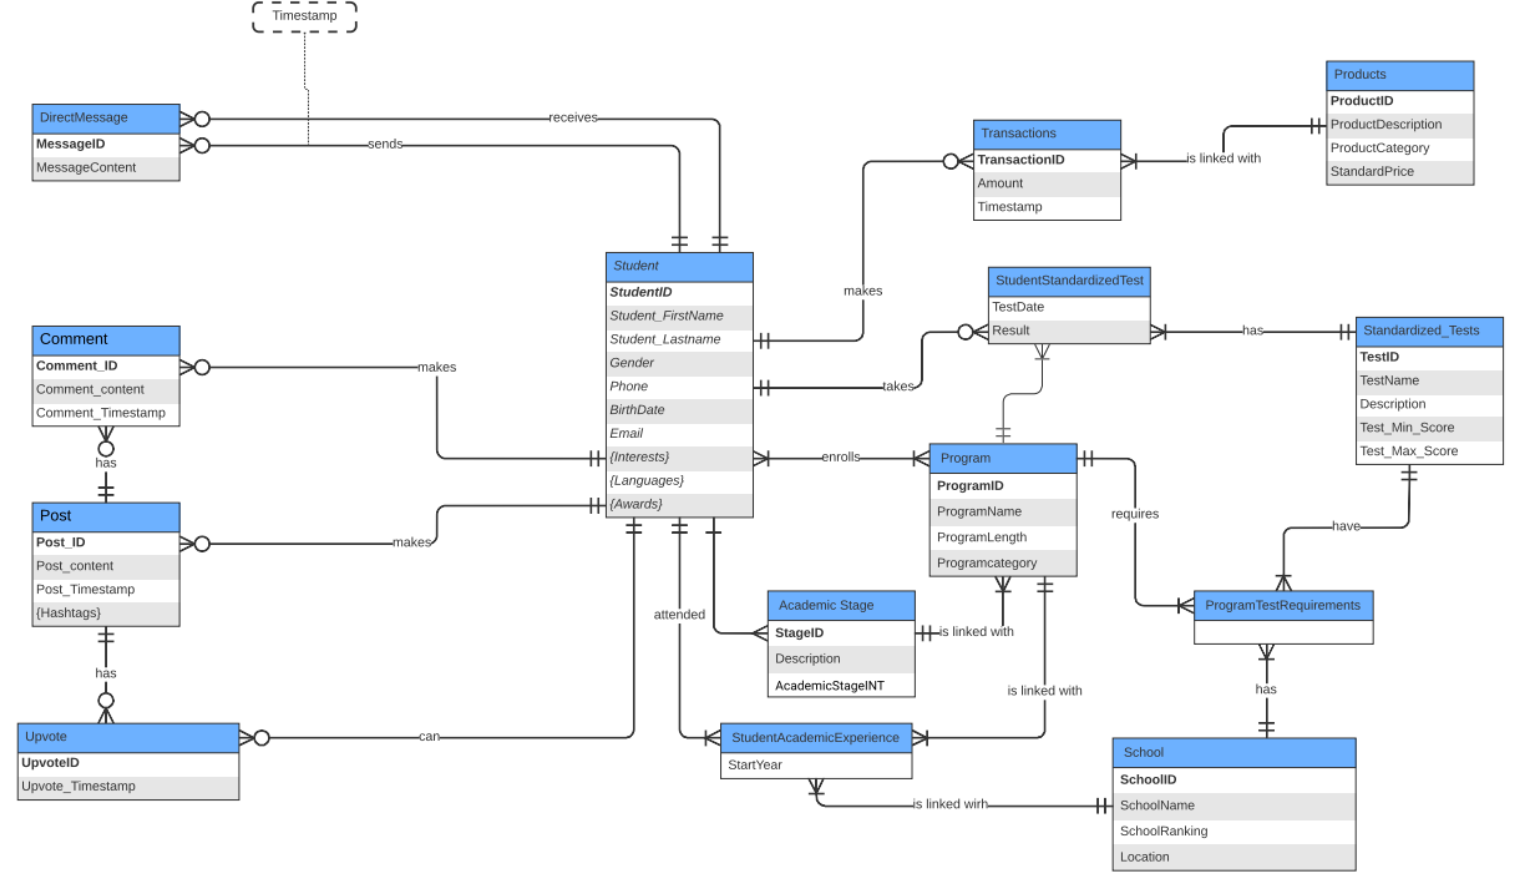 Timestamp
Products
ProductID
ProductDescription
ProductCategory
StandardPrice
DirectMessage
MessageID
MessageContent
receives
sends
Transactions
TransactionID
Amount
Timestamp
is linked with
Student
StudentID
Student_FirstName
Student_Lastname
Gender
Phone
BirthDate
Email
{Interests}
{Languages}
{Awards}
makes
StudentStandardizedTest
TestDate
Result
has
Standardized_Tests
TestID
TestName
Description
Test_Min_Score
Test_Max_Score
Comment
Comment_ID
Comment_content
Comment_Timestamp
makes
takes
has
enrolls
Program
ProgramID
ProgramName
ProgramLength
Programcategory
requires
have
Post
Post_ID
Post_content
Post_Timestamp
{Hashtags}
makes
attended
Academic Stage
StageID
Description
AcademicStageINT
is linked with
ProgramTestRequirements
has
has
is linked with
Upvote
UpvoteID
Upvote_Timestamp
can
StudentAcademicExperience
StartYear
is linked wirh
School
SchoolID
SchoolName
SchoolRanking
Location